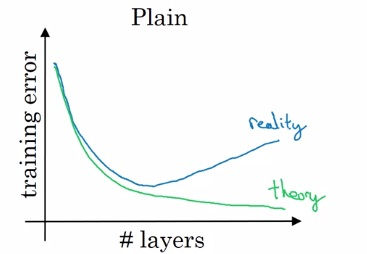 Plain
training error
reality
theory
# layers